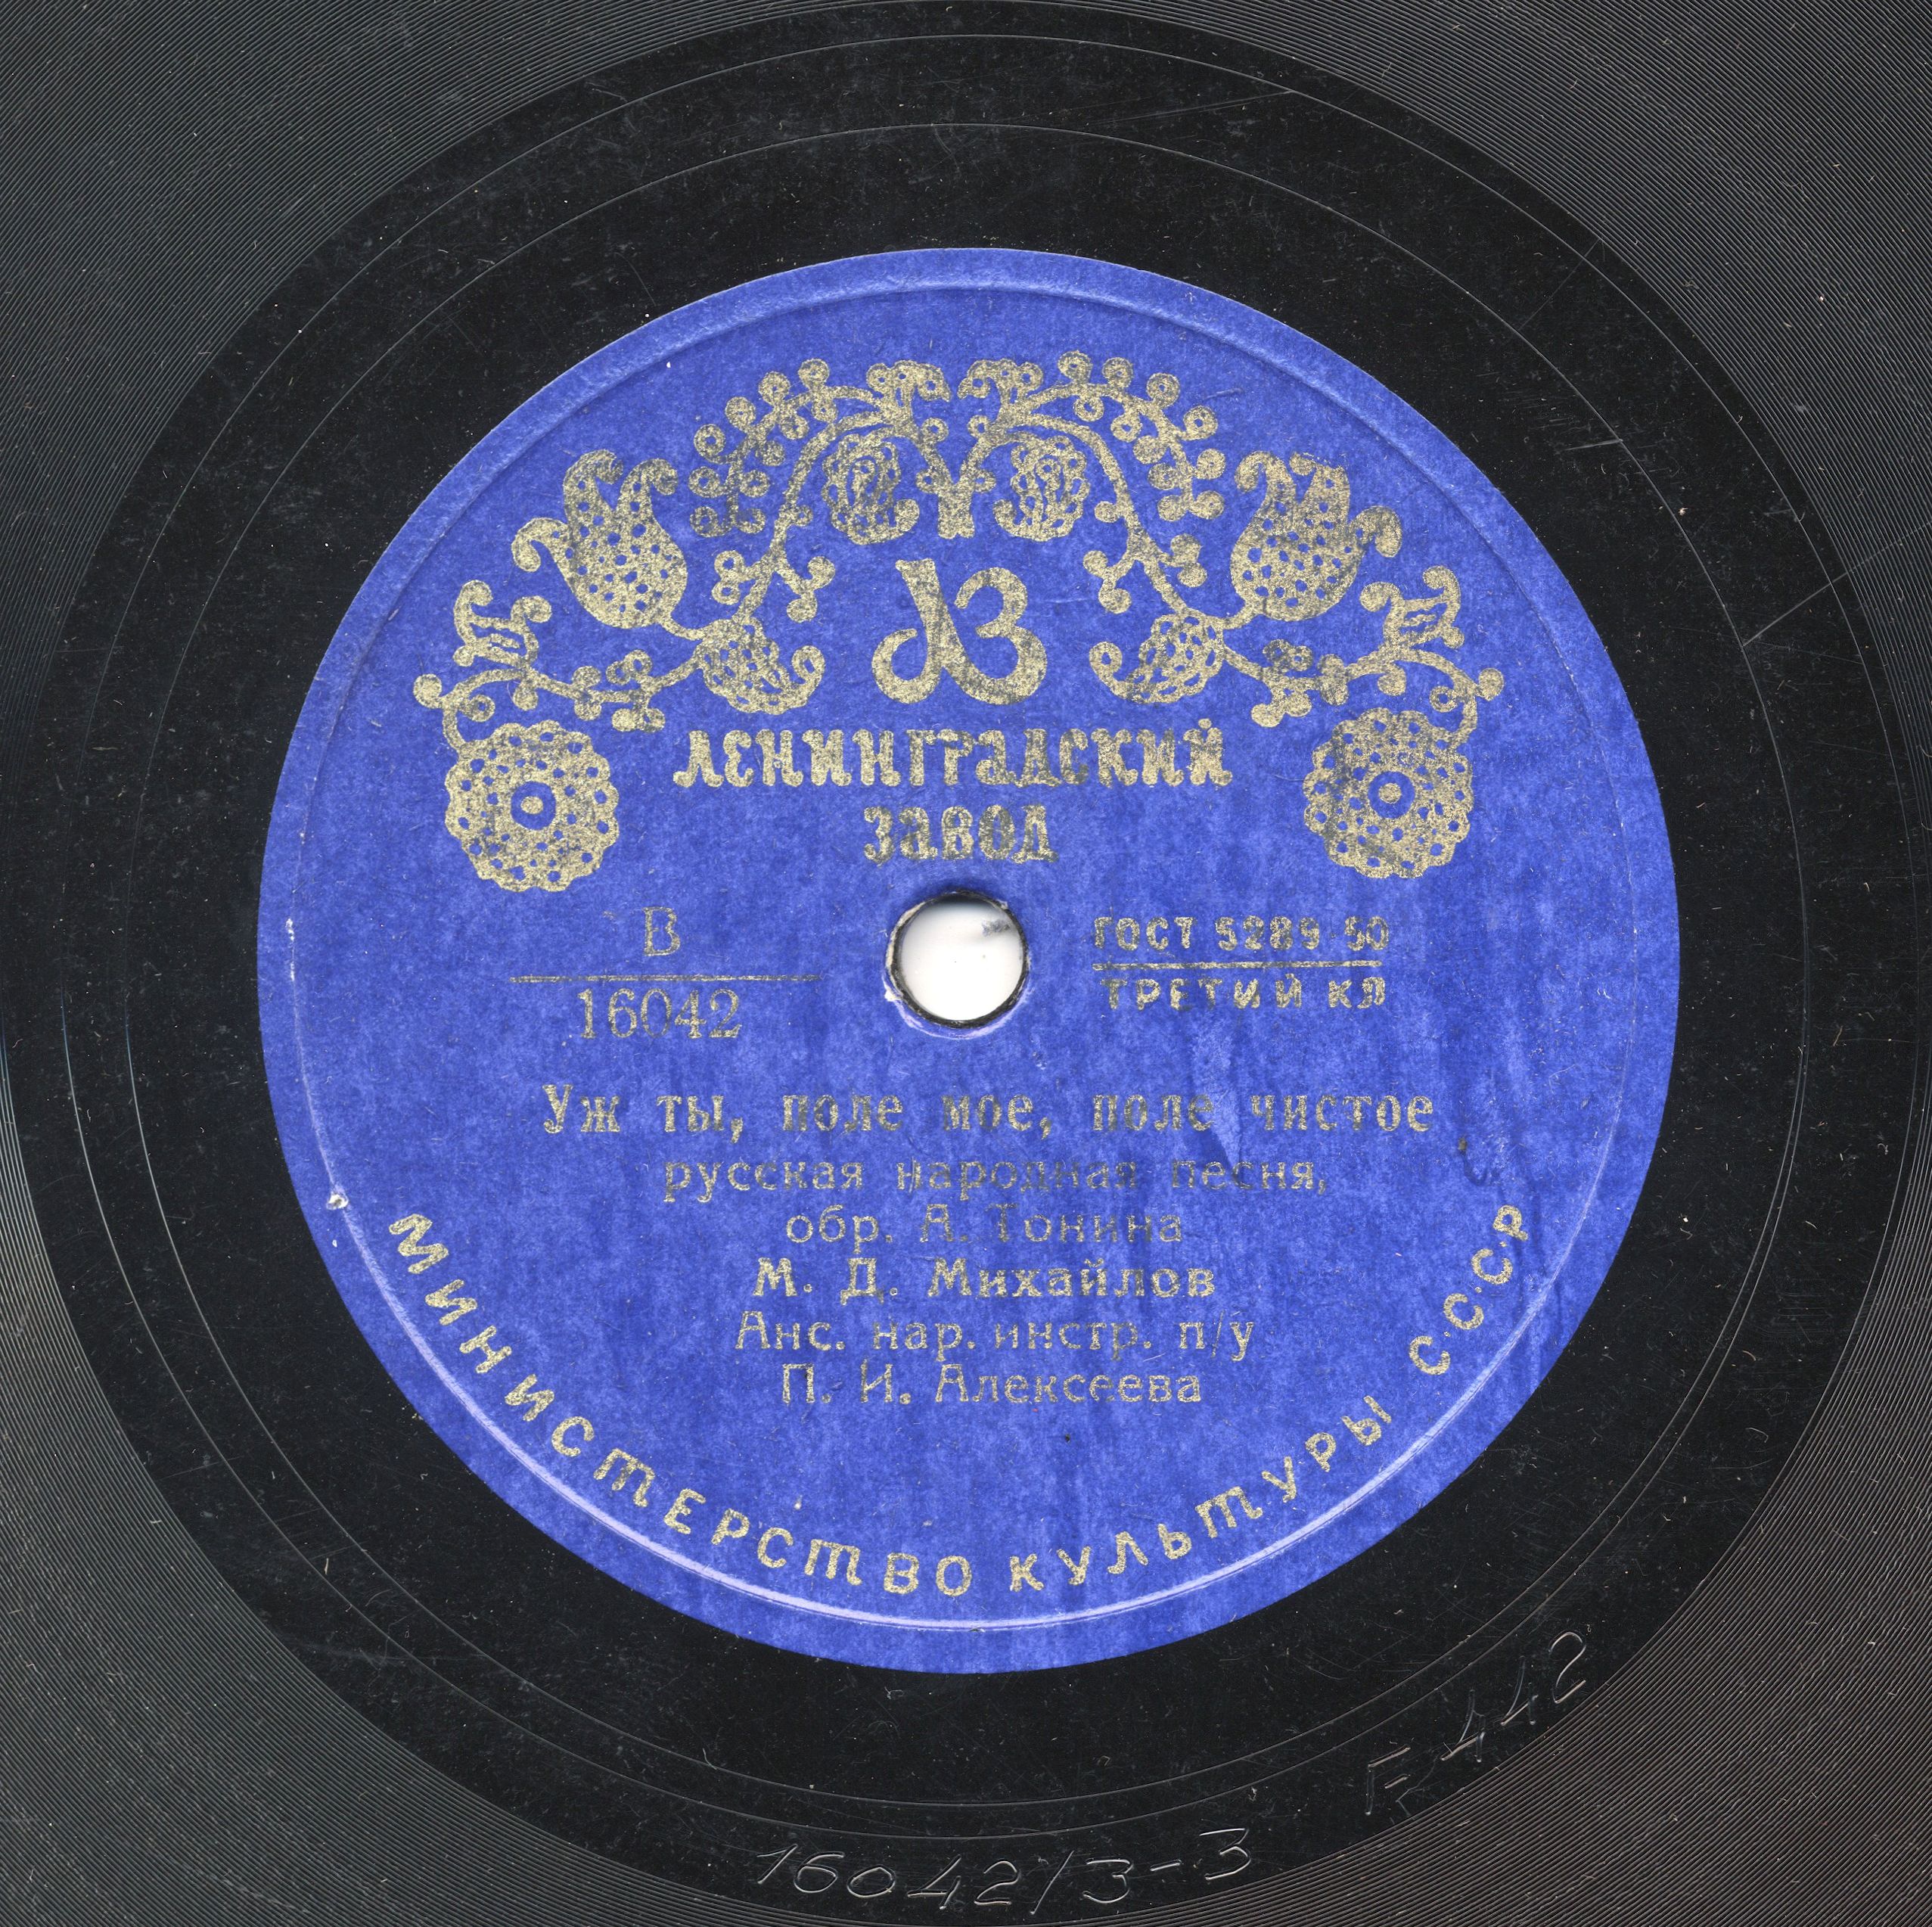 ЛЗ
ЛЕНИНГРАДСКИЙ
ЗАВОД
В
16042
ГОСТ 5289-50
ТРЕТИЙ КЛ
Уж ты, поле мое, поле чистое
русская народная песня,
обр. А. Тонина
М. Д. Михайлов
Анс. нар. инстр. п/у
П. И. Алексеева
МИНИСТЕРСТВО КУЛЬТУРЫ С.С.С.Р
16042/3-3